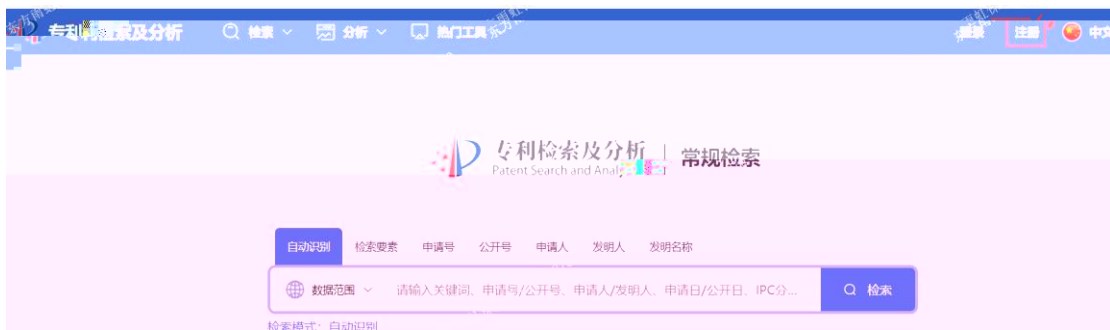 专利检索及分析 检索 分析 热门工具 登录 注册 中文
专利检索及分析 | 常规检索
Patent Search and Anal
自动识别 检索要素 申请号 公开号 申请人 发明人 发明名称
数据范围 请输入关键词、申请号/公开号、申请人/发明人、申请日/公开日、IPC分... 检索
检索模式：自动识别